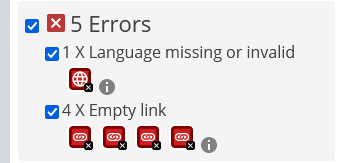 5 Errors
1 X Language missing or invalid
4 X Empty link